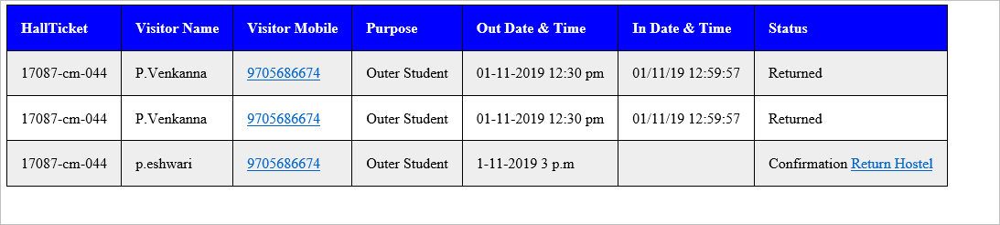 HallTicket Visitor Name Visitor Mobile Purpose Out Date & Time In Date & Time Status
17087-cm-044 P.Venkanna 9705686674 Outer Student 01-11-2019 12:30 pm 01/11/19 12:59:57 Returned
17087-cm-044 P.Venkanna 9705686674 Outer Student 01-11-2019 12:30 pm 01/11/19 12:59:57 Returned
17087-cm-044 p.eshwari 9705686674 Outer Student 1-11-2019 3 p.m Confirmation Return Hostel